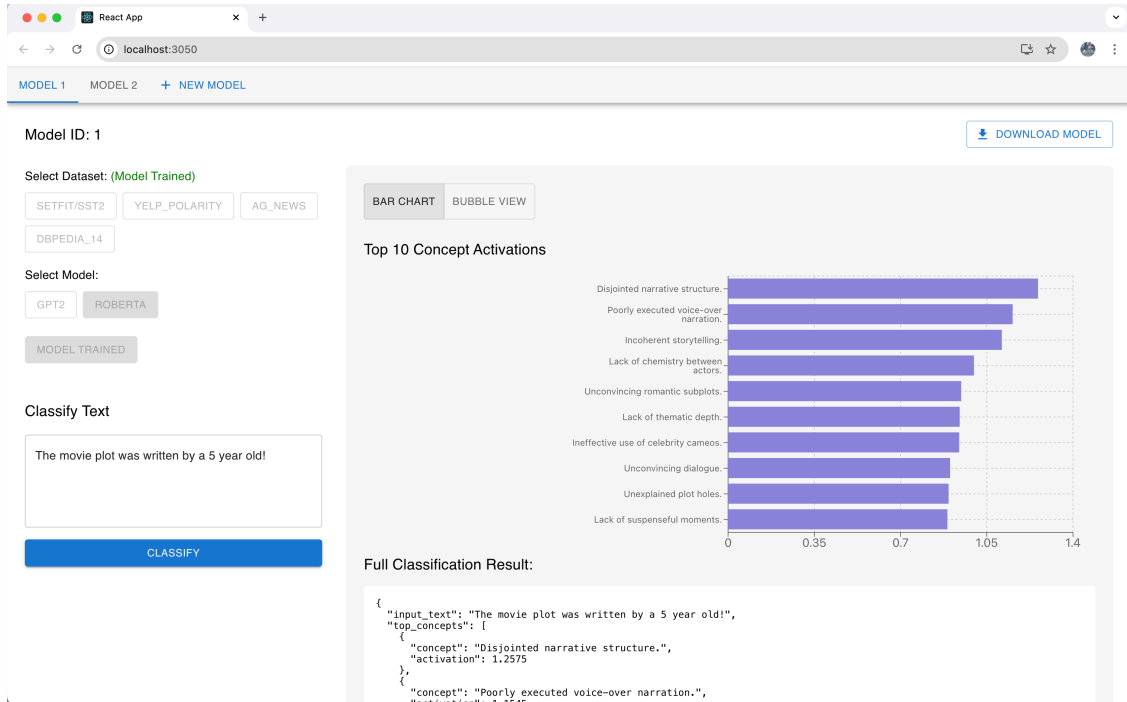 React App
localhost:3050
MODEL 1 MODEL 2 + NEW MODEL
Model ID: 1
DOWNLOAD MODEL
Select Dataset: (Model Trained)
SETFIT/SST2 YELP_POLARITY AG_NEWS
DBPEDIA_14
Select Model:
GPT2 ROBERTA
MODEL TRAINED
Classify Text
The movie plot was written by a 5 year old!
CLASSIFY
BAR CHART BUBBLE VIEW
Top 10 Concept Activations
Disjointed narrative structure.
Poorly executed voice-over
narration.
Incoherent storytelling.
Lack of chemistry between
actors.
Unconvincing romantic subplots.
Lack of thematic depth.
Ineffective use of celebrity cameos.
Unconvincing dialogue.
Unexplained plot holes.
Lack of suspenseful moments.
0 0.35 0.7 1.05 1.4
Full Classification Result:
{
"input_text": "The movie plot was written by a 5 year old!",
"top_concepts": [
{
"concept": "Disjointed narrative structure.",
"activation": 1.2575
},
{
"concept": "Poorly executed voice-over narration.",
"activation": 1.1545